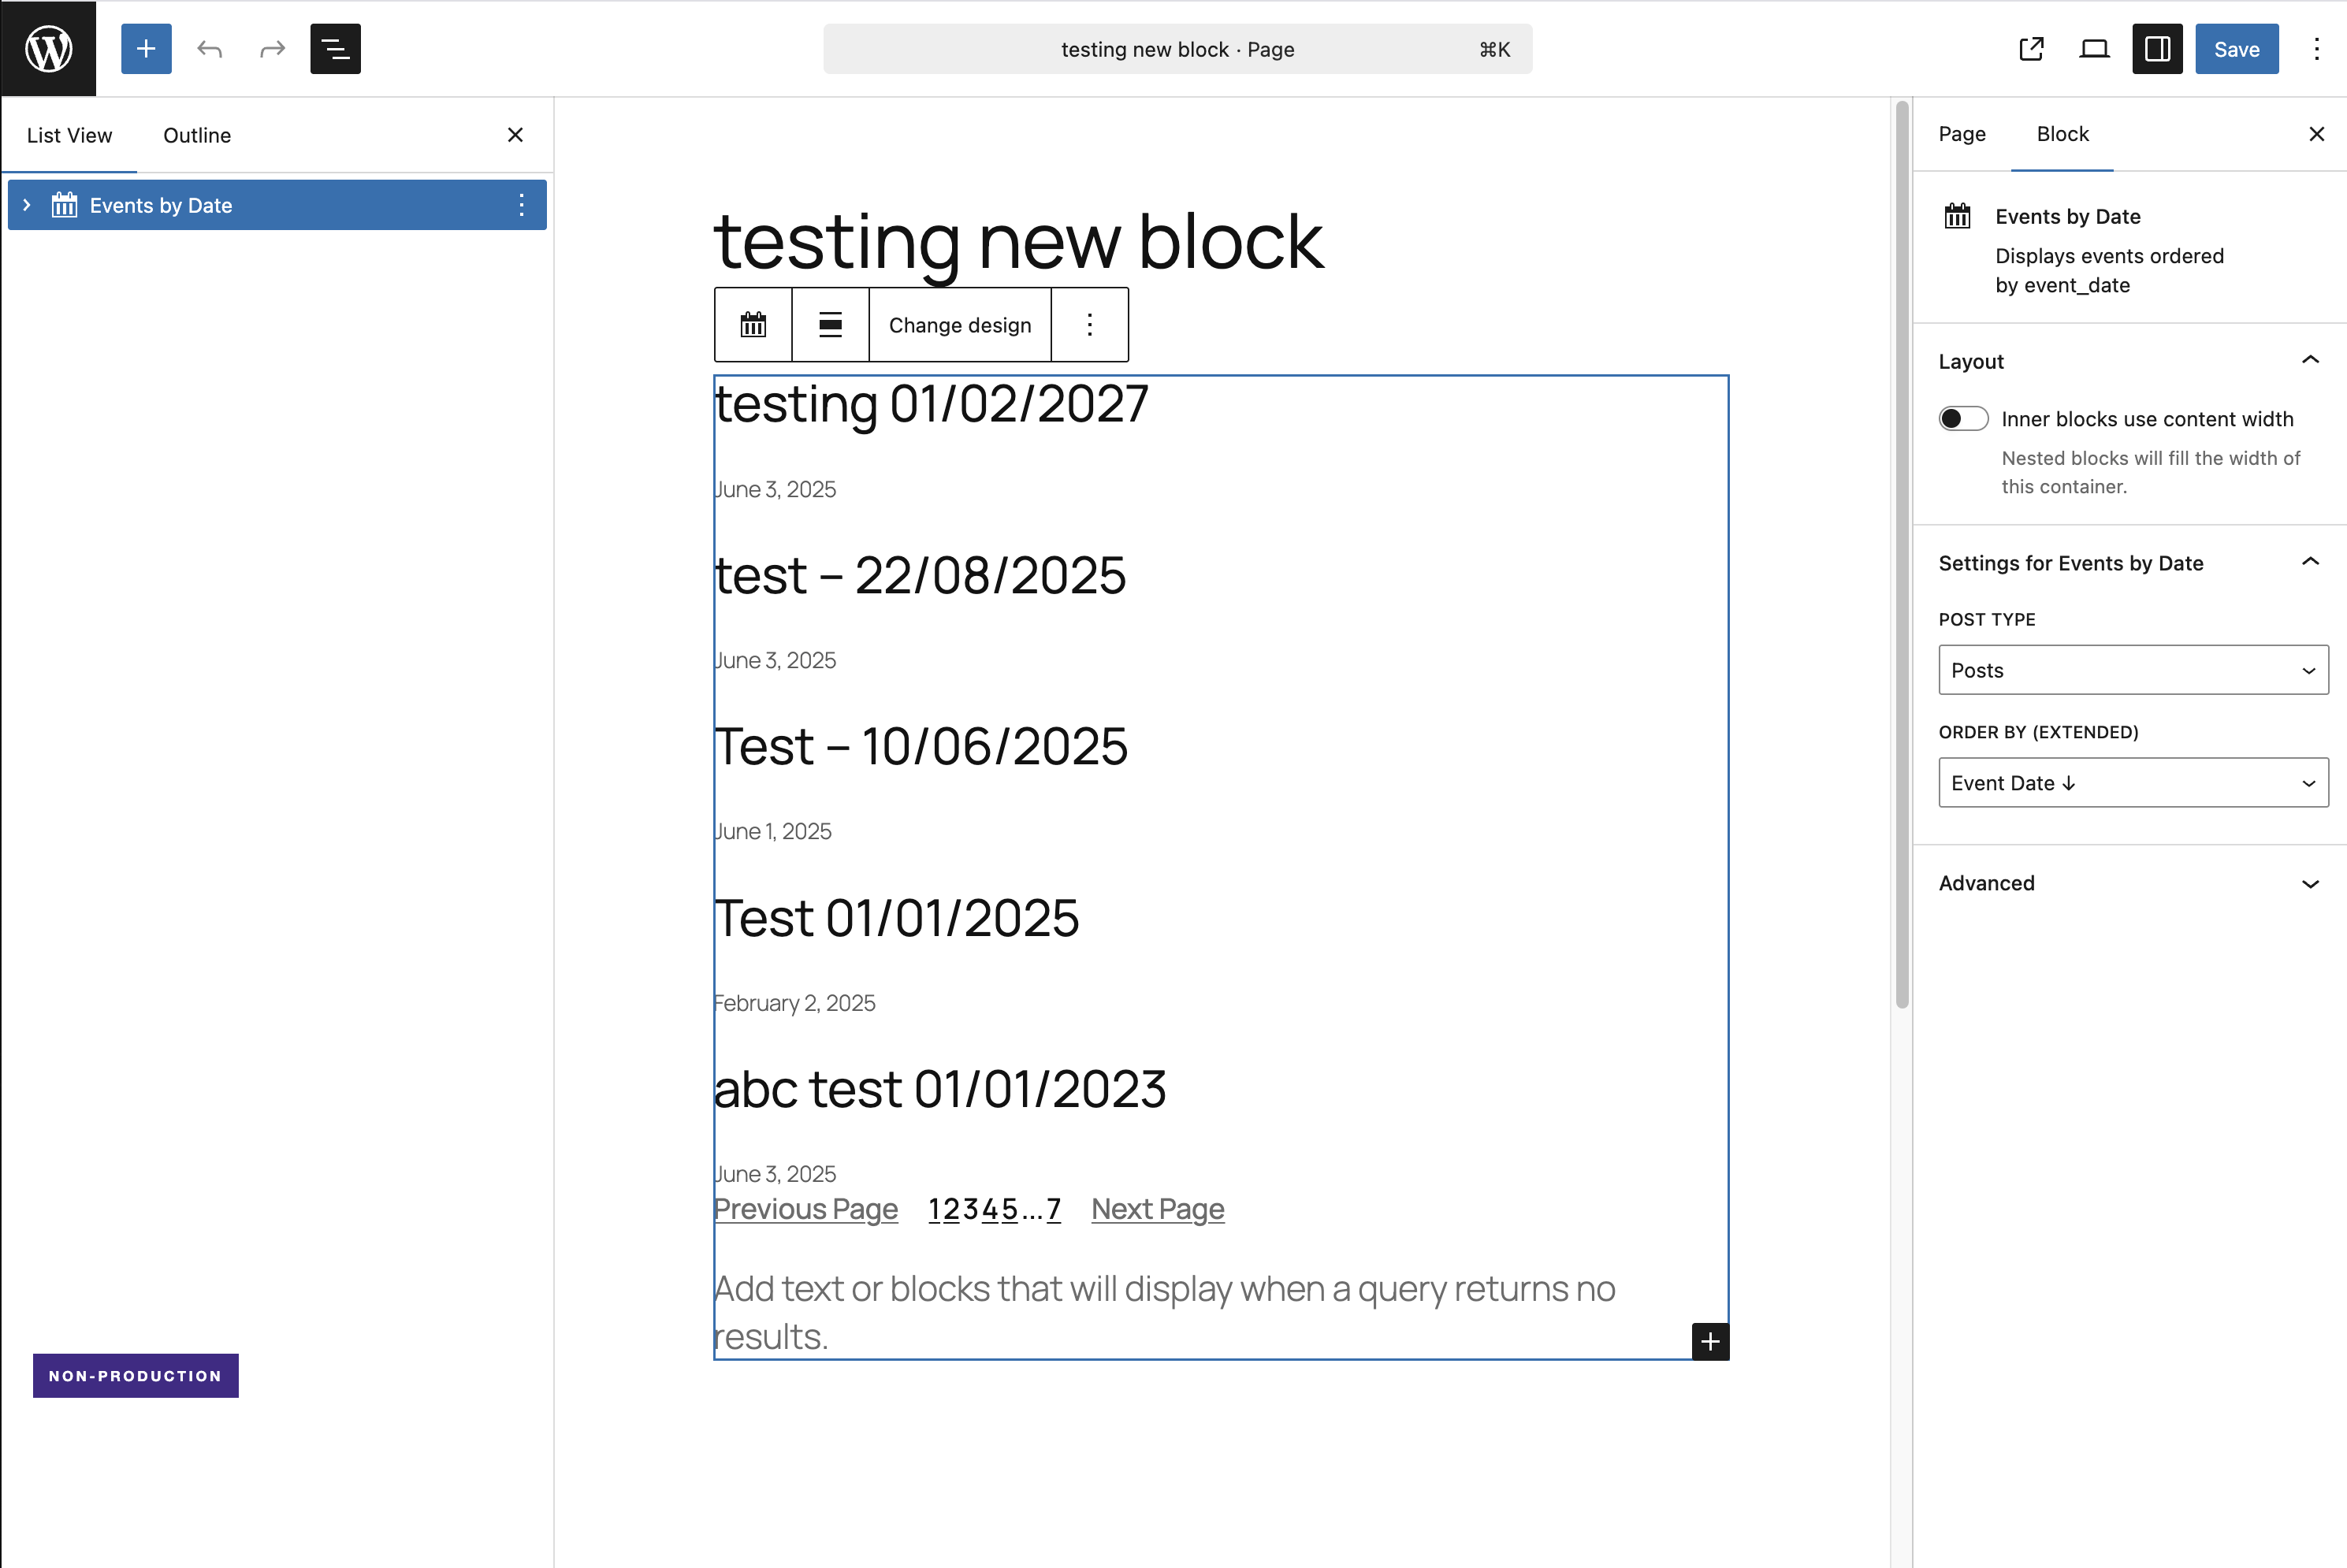 testing new block · Page
⌘K
Save
List View
Outline
Events by Date
NON-PRODUCTION
testing new block
Change design
testing 01/02/2027
June 3, 2025
test – 22/08/2025
June 3, 2025
Test – 10/06/2025
June 1, 2025
Test 01/01/2025
February 2, 2025
abc test 01/01/2023
June 3, 2025
Previous Page 1 2 3 4 5 ... 7 Next Page
Add text or blocks that will display when a query returns no
results.
Page
Block
Events by Date
Displays events ordered
by event_date
Layout
Inner blocks use content width
Nested blocks will fill the width of
this container.
Settings for Events by Date
POST TYPE
Posts
ORDER BY (EXTENDED)
Event Date ↓
Advanced